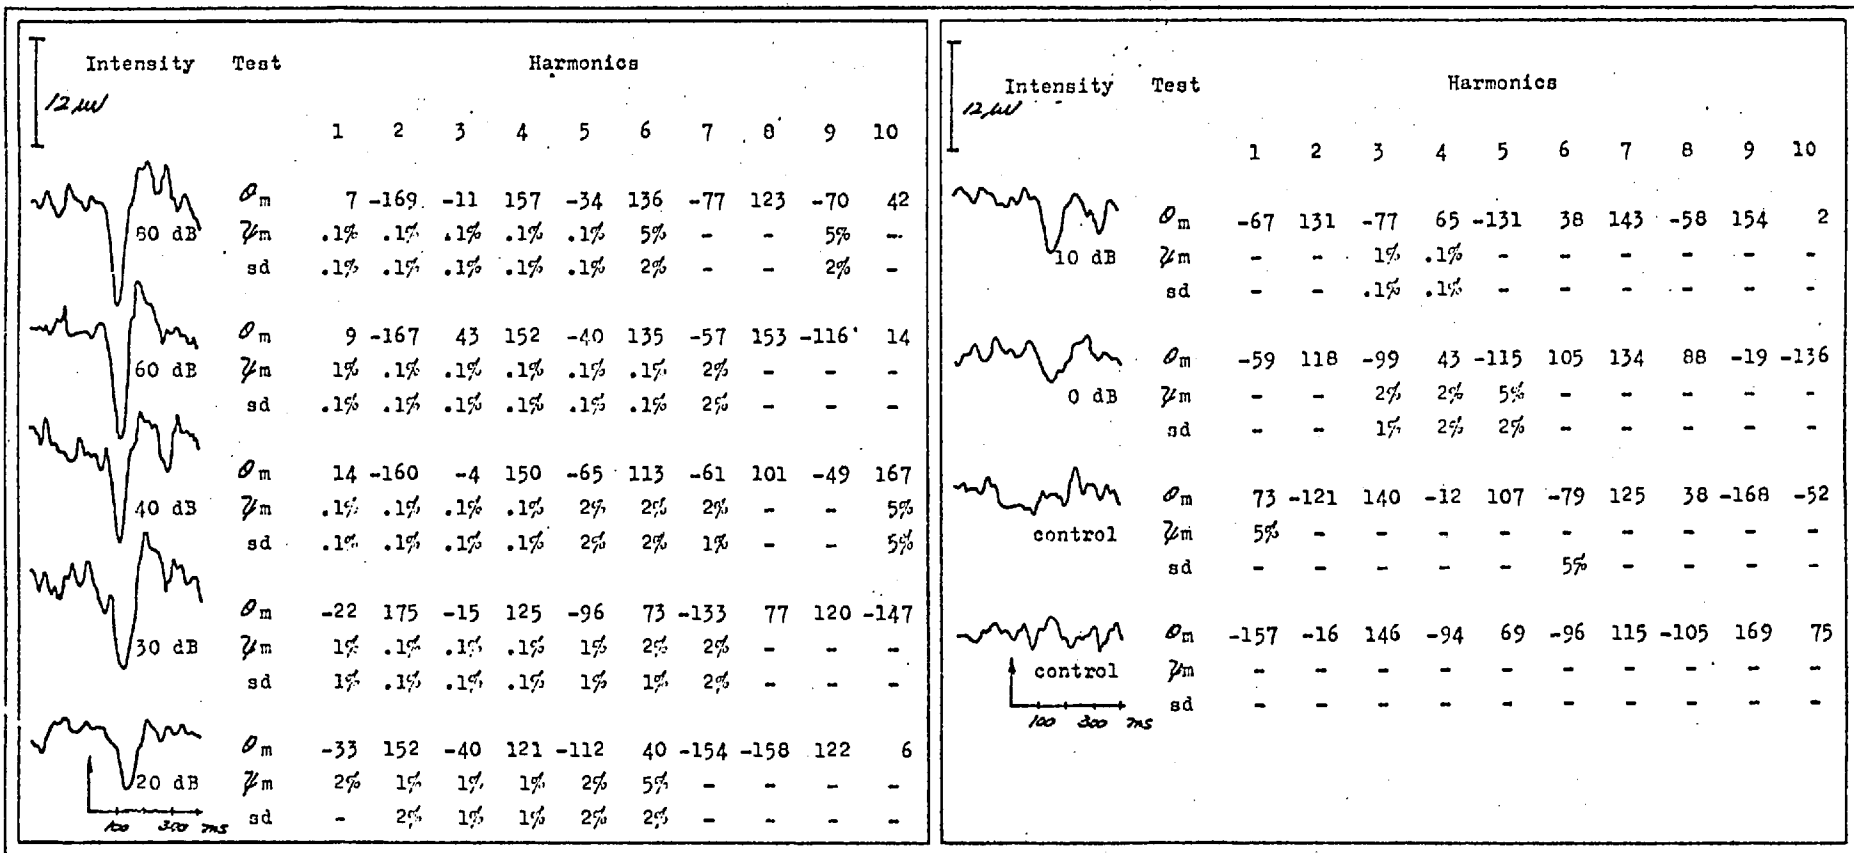 Intensity Test Harmonics
12 µV
1 2 3 4 5 6 7 8 9 10
θm 7 -169 -11 157 -34 136 -77 123 -70 42
80 dB ψm .1% .1% .1% .1% .1% 5% - - 5% -
sd .1% .1% .1% .1% .1% 2% - - 2% -
θm 9 -167 43 152 -40 135 -57 153 -116 14
60 dB ψm 1% .1% .1% .1% .1% .1% 2% - - -
sd .1% .1% .1% .1% .1% .1% 2% - - -
θm 14 -160 -4 150 -65 113 -61 101 -49 167
40 dB ψm .1% .1% .1% .1% 2% 2% 2% - - 5%
sd .1% .1% .1% .1% 2% 2% 1% - - 5%
θm -22 175 -15 125 -96 73 -133 77 120 -147
30 dB ψm 1% .1% .1% .1% 1% 2% 2% - - -
sd 1% .1% .1% .1% 1% 1% 2% - - -
θm -33 152 -40 121 -112 40 -154 -158 122 6
20 dB ψm 2% 1% 1% 1% 2% 5% - - - -
sd - 2% 1% 1% 2% 2% - - - -
100 300 ms
Intensity Test Harmonics
12 µV
1 2 3 4 5 6 7 8 9 10
θm -67 131 -77 65 -131 38 143 -58 154 2
10 dB ψm - - 1% .1% - - - - - -
sd - - .1% .1% - - - - - -
θm -59 118 -99 43 -115 105 134 88 -19 -136
0 dB ψm - - 2% 2% 5% - - - - -
sd - - 1% 2% 2% - - - - -
θm 73 -121 140 -12 107 -79 125 38 -168 -52
control ψm 5% - - - - - - - - -
sd - - - - - 5% - - - -
θm -157 -16 146 -94 69 -96 115 -105 169 75
control ψm - - - - - - - - - -
sd - - - - - - - - - -
100 300 ms